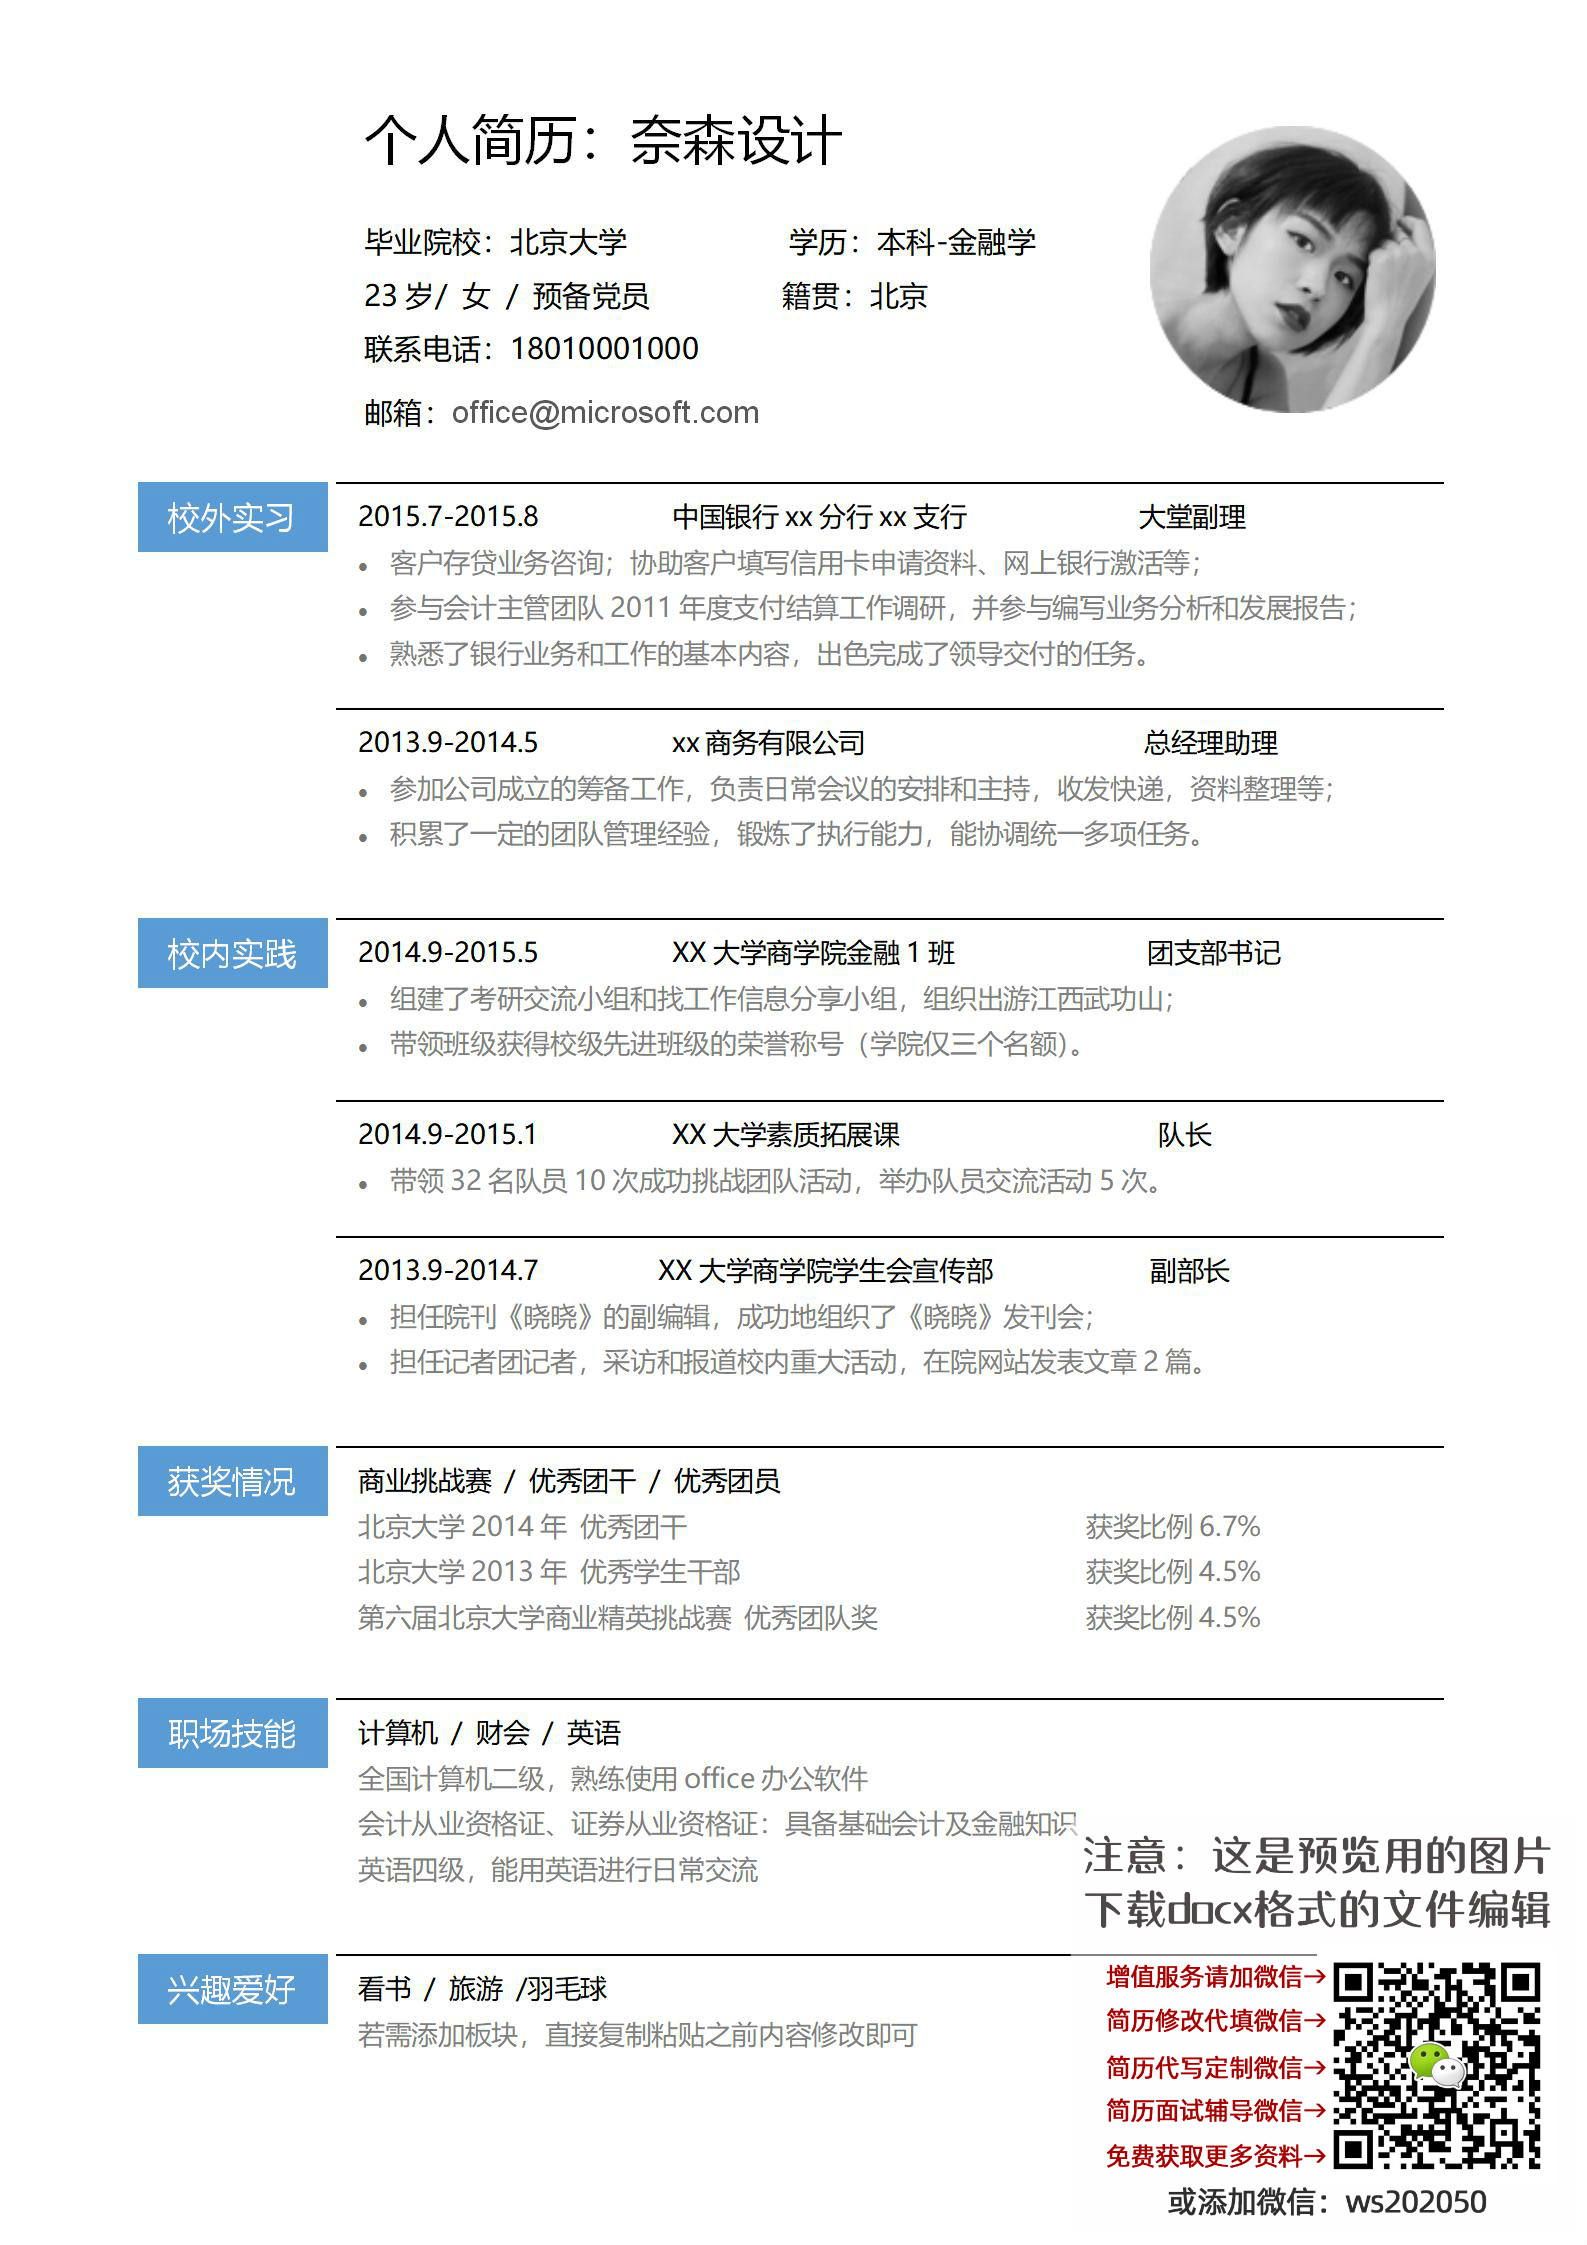 个人简历：奈森设计
毕业院校：北京大学 学历：本科-金融学
23 岁/ 女 / 预备党员 籍贯：北京
联系电话：18010001000
邮箱：office@microsoft.com
校外实习
2015.7-2015.8 中国银行 xx 分行 xx 支行 大堂副理
• 客户存贷业务咨询；协助客户填写信用卡申请资料、网上银行激活等；
• 参与会计主管团队 2011 年度支付结算工作调研，并参与编写业务分析和发展报告；
• 熟悉了银行业务和工作的基本内容，出色完成了领导交付的任务。
2013.9-2014.5 xx 商务有限公司 总经理助理
• 参加公司成立的筹备工作，负责日常会议的安排和主持，收发快递，资料整理等；
• 积累了一定的团队管理经验，锻炼了执行能力，能协调统一多项任务。
校内实践
2014.9-2015.5 XX 大学商学院金融 1 班 团支部书记
• 组建了考研交流小组和找工作信息分享小组，组织出游江西武功山；
• 带领班级获得校级先进班级的荣誉称号（学院仅三个名额）。
2014.9-2015.1 XX 大学素质拓展课 队长
• 带领 32 名队员 10 次成功挑战团队活动，举办队员交流活动 5 次。
2013.9-2014.7 XX 大学商学院学生会宣传部 副部长
• 担任院刊《晓晓》的副编辑，成功地组织了《晓晓》发刊会；
• 担任记者团记者，采访和报道校内重大活动，在院网站发表文章 2 篇。
获奖情况
商业挑战赛 / 优秀团干 / 优秀团员
北京大学 2014 年 优秀团干 获奖比例 6.7%
北京大学 2013 年 优秀学生干部 获奖比例 4.5%
第六届北京大学商业精英挑战赛 优秀团队奖 获奖比例 4.5%
职场技能
计算机 / 财会 / 英语
全国计算机二级，熟练使用 office 办公软件
会计从业资格证、证券从业资格证：具备基础会计及金融知识
英语四级，能用英语进行日常交流
兴趣爱好
看书 / 旅游 /羽毛球
若需添加板块，直接复制粘贴之前内容修改即可
注意：这是预览用的图片
下载docx格式的文件编辑
增值服务请加微信→
简历修改代填微信→
简历代写定制微信→
简历面试辅导微信→
免费获取更多资料→
或添加微信：ws202050